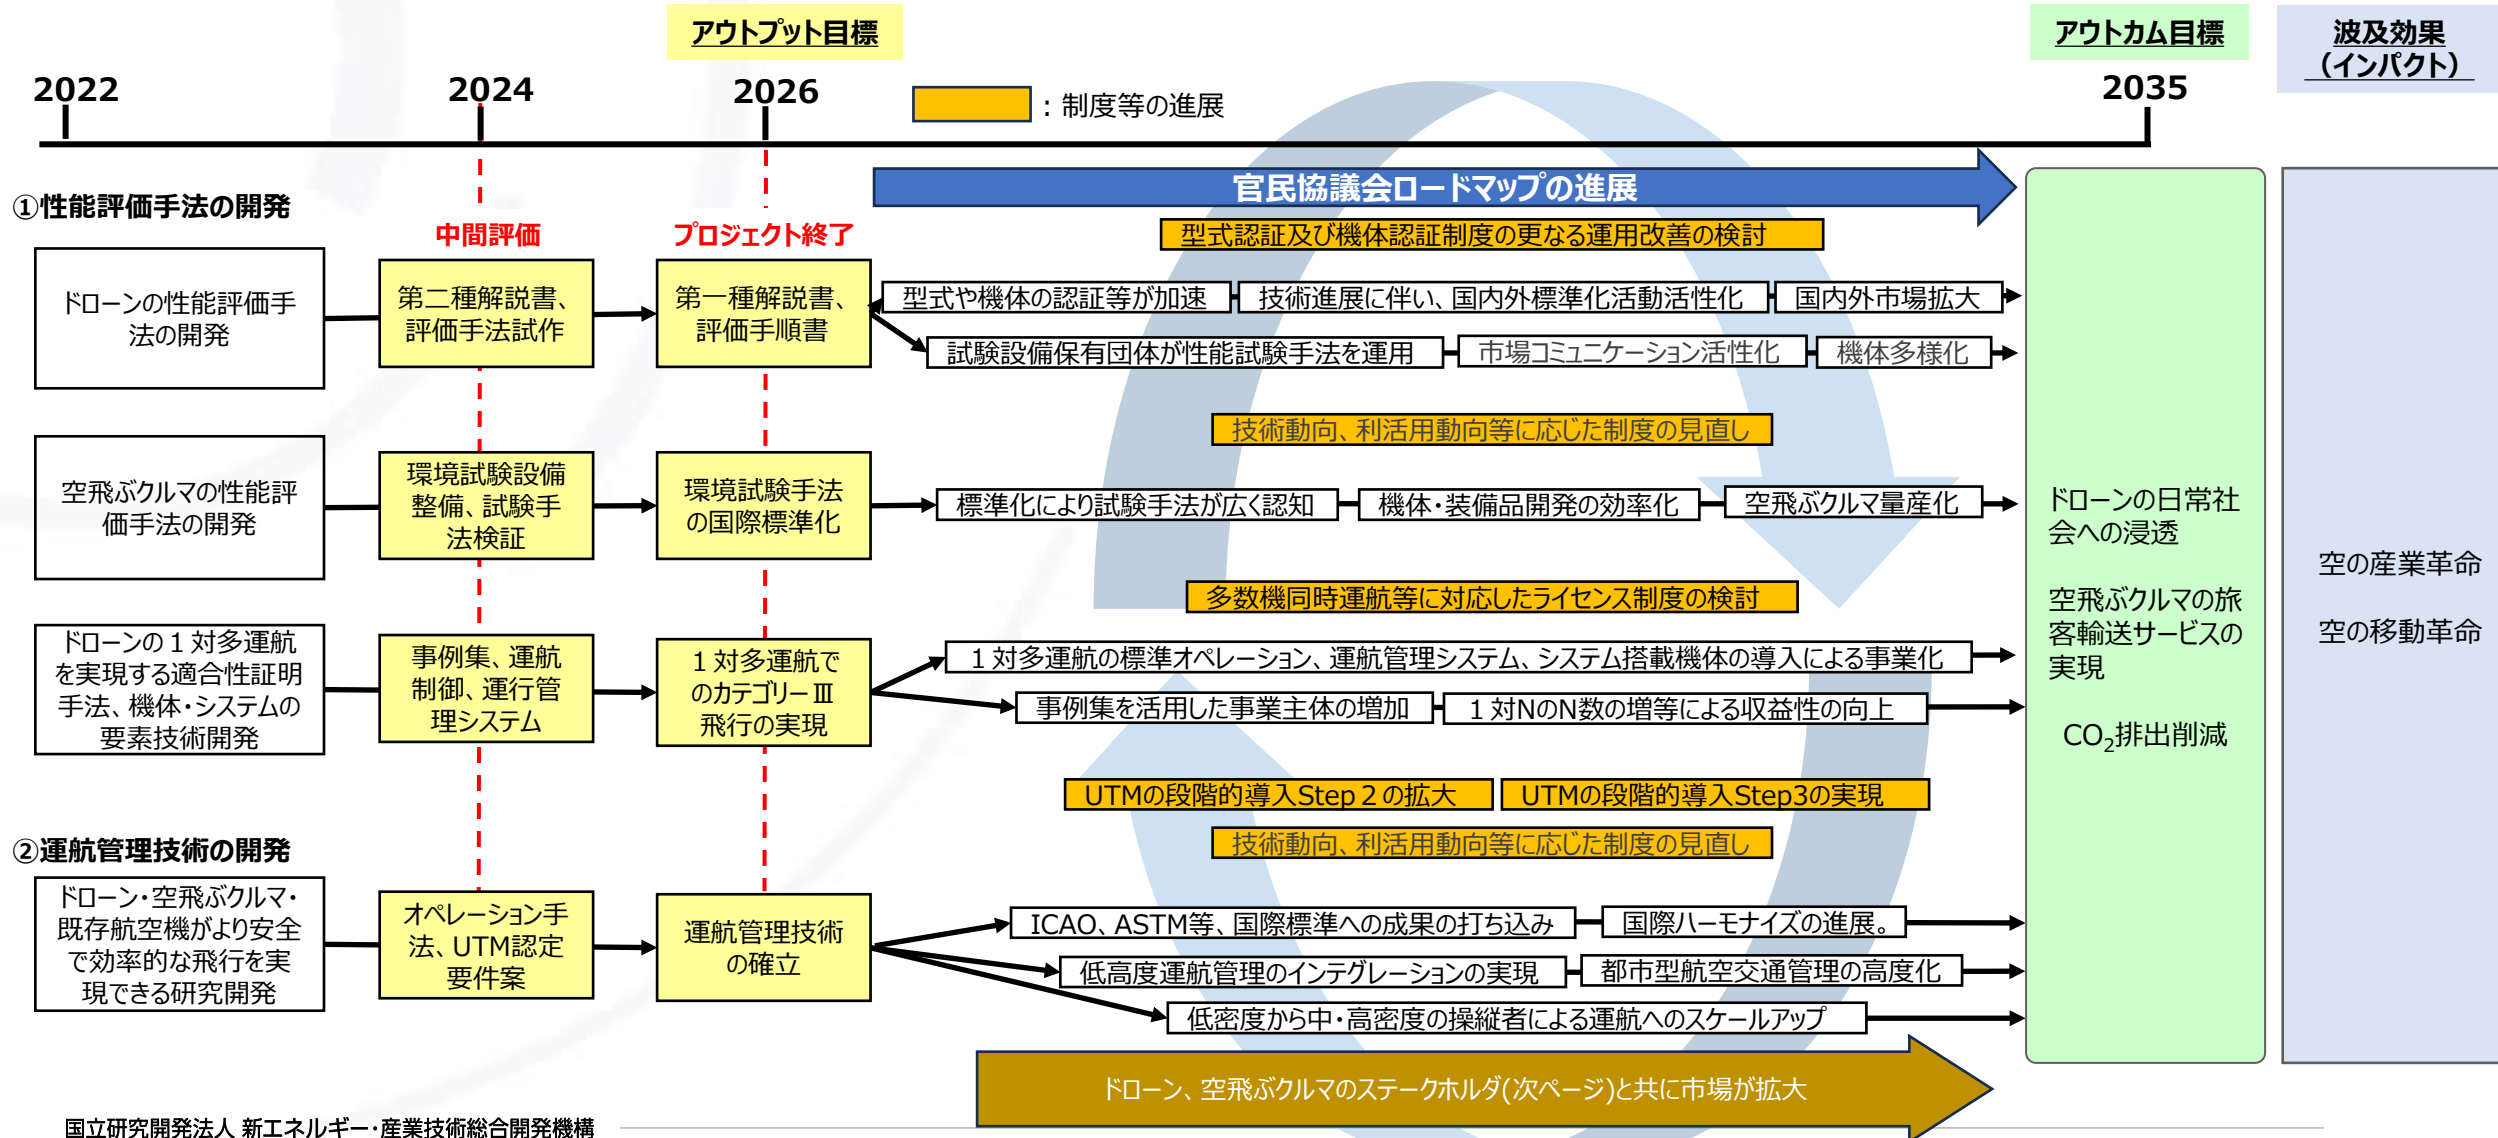 アウトプット目標
アウトカム目標
波及効果
（インパクト）
2022
2024
2026
2035
：制度等の進展
官民協議会ロードマップの進展
①性能評価手法の開発
中間評価
プロジェクト終了
型式認証及び機体認証制度の更なる運用改善の検討
ドローンの性能評価手
法の開発
第二種解説書、
評価手法試作
第一種解説書、
評価手順書
型式や機体の認証等が加速
技術進展に伴い、国内外標準化活動活性化
国内外市場拡大
試験設備保有団体が性能試験手法を運用
市場コミュニケーション活性化
機体多様化
技術動向、利活用動向等に応じた制度の見直し
空飛ぶクルマの性能評
価手法の開発
環境試験設備
整備、試験手
法検証
環境試験手法
の国際標準化
標準化により試験手法が広く認知
機体・装備品開発の効率化
空飛ぶクルマ量産化
多数機同時運航等に対応したライセンス制度の検討
ドローンの１対多運航
を実現する適合性証明
手法、機体・システムの
要素技術開発
事例集、運航
制御、運行管
理システム
１対多運航で
のカテゴリーⅢ
飛行の実現
１対多運航の標準オペレーション、運航管理システム、システム搭載機体の導入による事業化
事例集を活用した事業主体の増加
１対NのN数の増等による収益性の向上
UTMの段階的導入Step２の拡大
UTMの段階的導入Step3の実現
技術動向、利活用動向等に応じた制度の見直し
②運航管理技術の開発
ドローン・空飛ぶクルマ・
既存航空機がより安全
で効率的な飛行を実
現できる研究開発
オペレーション手
法、UTM認定
要件案
運航管理技術
の確立
ICAO、ASTM等、国際標準への成果の打ち込み
国際ハーモナイズの進展。
低高度運航管理のインテグレーションの実現
都市型航空交通管理の高度化
低密度から中・高密度の操縦者による運航へのスケールアップ
ドローンの日常社
会への浸透
空飛ぶクルマの旅
客輸送サービスの
実現
CO₂排出削減
空の産業革命
空の移動革命
ドローン、空飛ぶクルマのステークホルダ(次ページ)と共に市場が拡大
国立研究開発法人 新エネルギー・産業技術総合開発機構